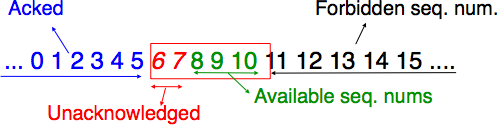 Acked Forbidden seq. num.
... 0 1 2 3 4 5 6 7 8 9 10 11 12 13 14 15 ....
Available seq. nums
Unacknowledged